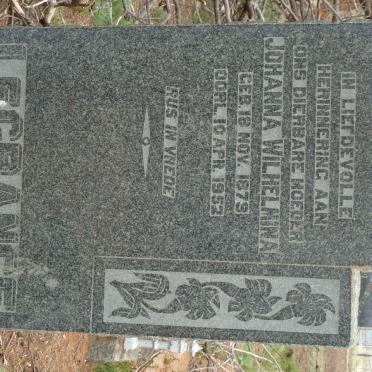 IN LIEFDEVOLLE
HERINNERING AAN
ONS DIERBARE MOEDER
JOHANNA WILHELMINA
GEB. 18 NOV. 1879
OORL. 10 APR. 1953
RUS IN VREDE